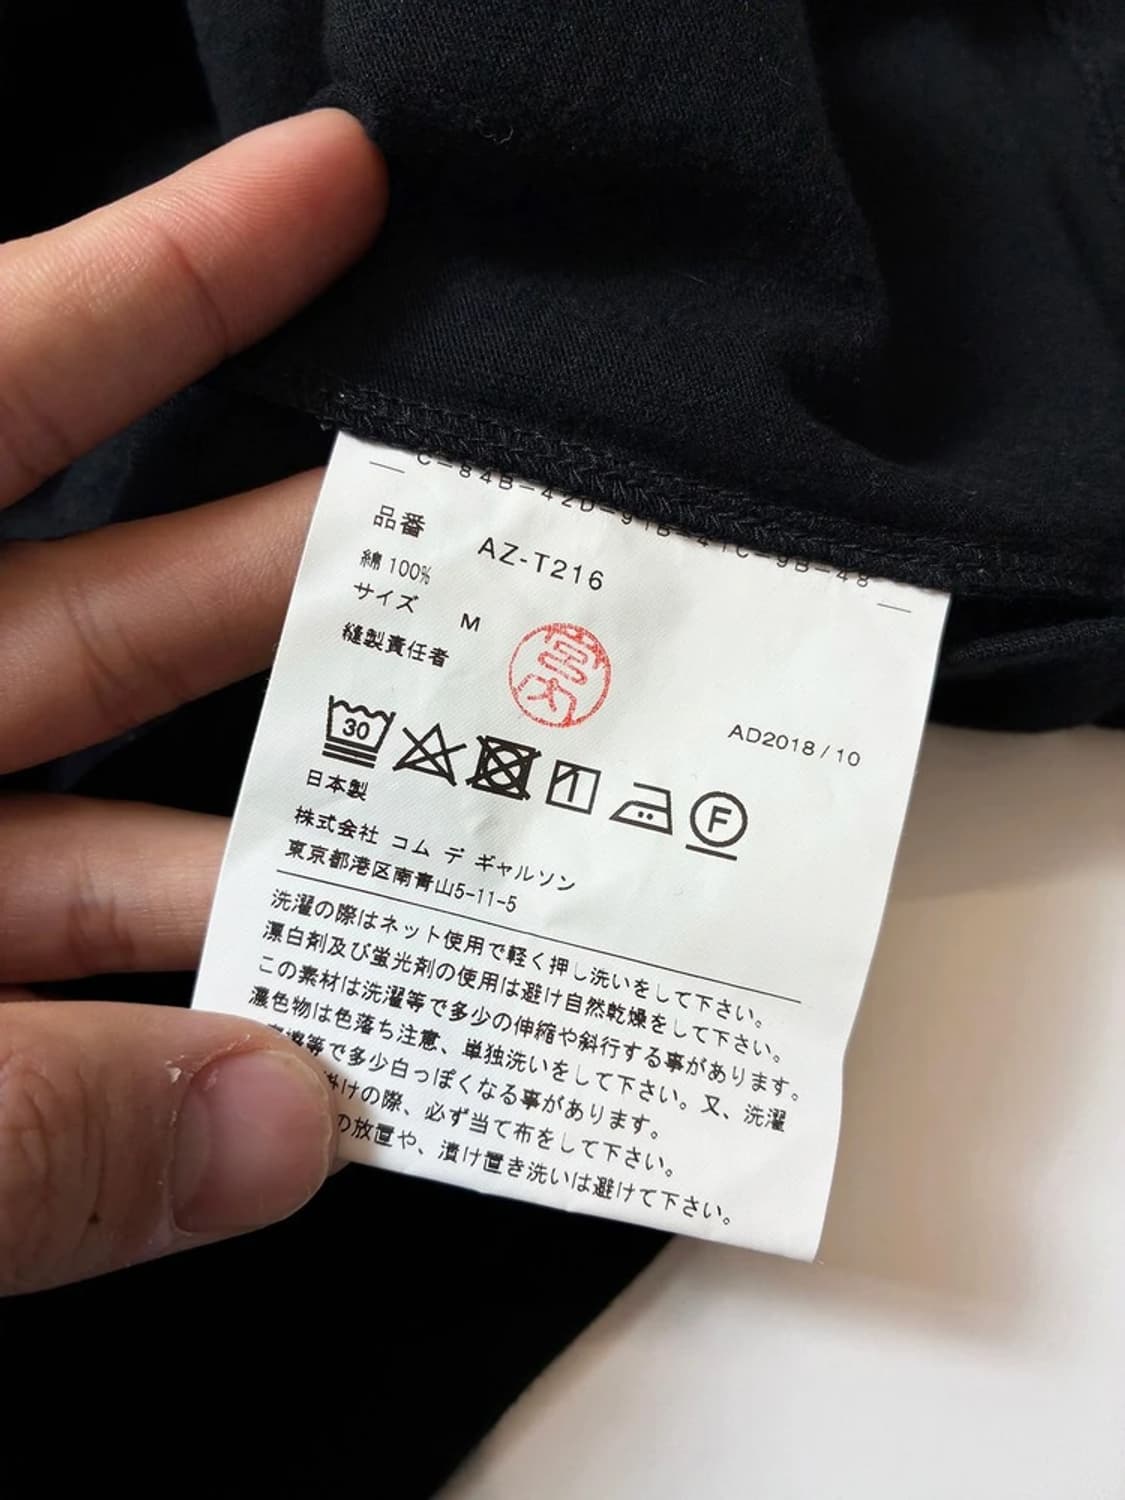 C-84B-42D-91B-41C-9B-48
品番 AZ-T216
綿 100%
サイズ M
縫製責任者 宮内
AD2018/10
30
F
日本製
株式会社 コム デ ギャルソン
東京都港区南青山5-11-5
洗濯の際はネット使用で軽く押し洗いをして下さい。
漂白剤及び蛍光剤の使用は避け自然乾燥をして下さい。
この素材は洗濯等で多少の伸縮や斜行する事があります。
濃色物は色落ち注意、単独洗いをして下さい。又、洗濯
等で多少白っぽくなる事があります。
掛けの際、必ず当て布をして下さい。
の放置や、漬け置き洗いは避けて下さい。